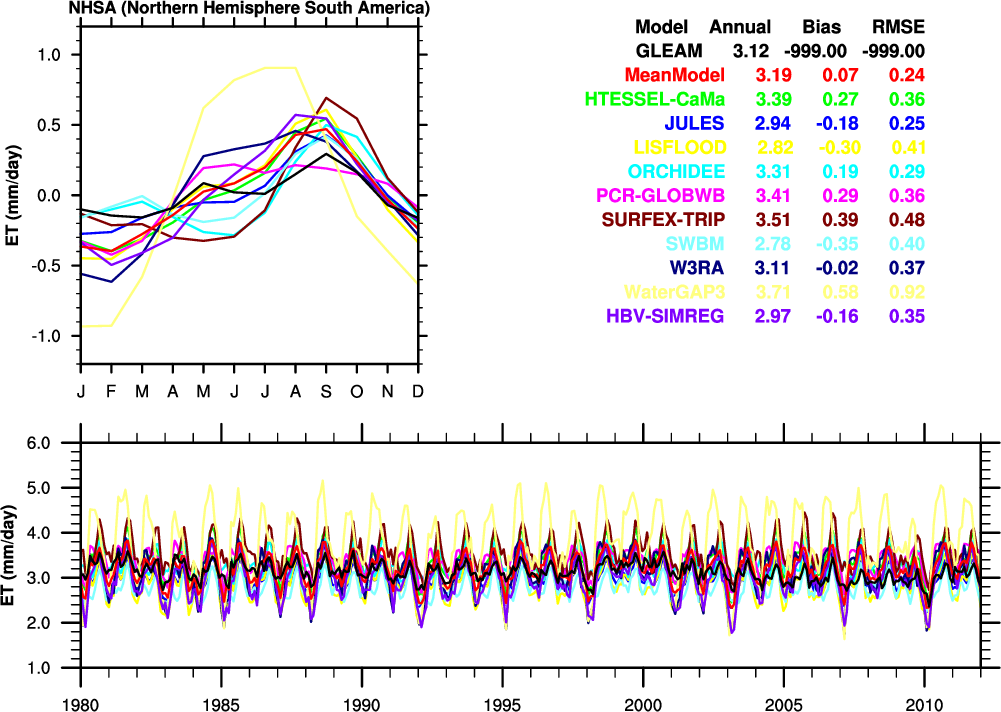 NHSA (Northern Hemisphere South America)
Model Annual Bias RMSE
GLEAM 3.12 -999.00 -999.00
MeanModel 3.19 0.07 0.24
HTESSEL-CaMa 3.39 0.27 0.36
JULES 2.94 -0.18 0.25
LISFLOOD 2.82 -0.30 0.41
ORCHIDEE 3.31 0.19 0.29
PCR-GLOBWB 3.41 0.29 0.36
SURFEX-TRIP 3.51 0.39 0.48
SWBM 2.78 -0.35 0.40
W3RA 3.11 -0.02 0.37
WaterGAP3 3.71 0.58 0.92
HBV-SIMREG 2.97 -0.16 0.35
ET (mm/day)
1.0
0.5
0.0
-0.5
-1.0
J F M A M J J A S O N D
ET (mm/day)
6.0
5.0
4.0
3.0
2.0
1.0
1980 1985 1990 1995 2000 2005 2010